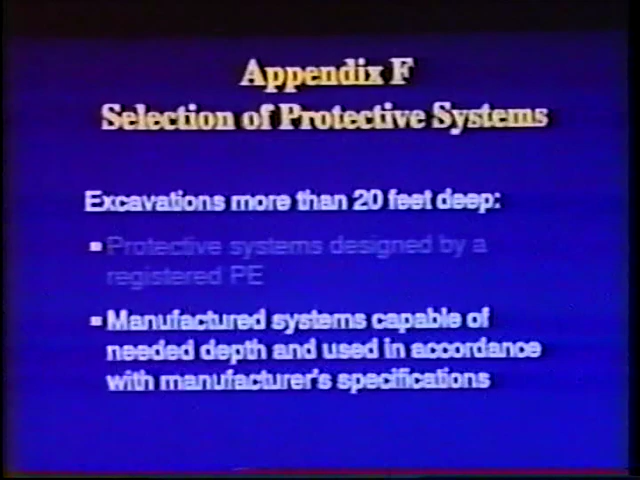 Appendix F
Selection of Protective Systems
Excavations more than 20 feet deep:
Protective systems designed by a
registered PE
Manufactured systems capable of
needed depth and used in accordance
with manufacturer's specifications